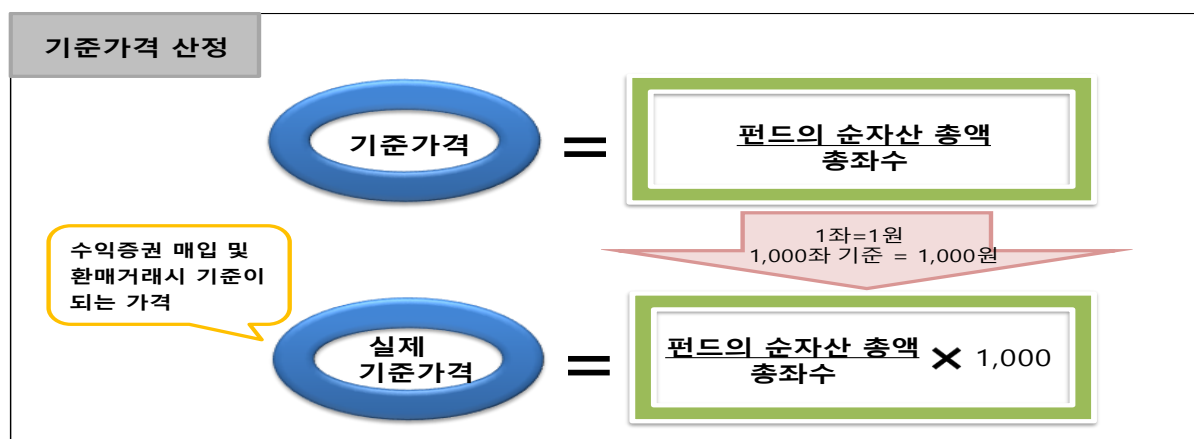 기준가격 산정
기준가격
=
펀드의 순자산 총액
총좌수
1좌=1원
1,000좌 기준 = 1,000원
수익증권 매입 및
환매거래시 기준이
되는 가격
실제
기준가격
=
펀드의 순자산 총액
총좌수
× 1,000